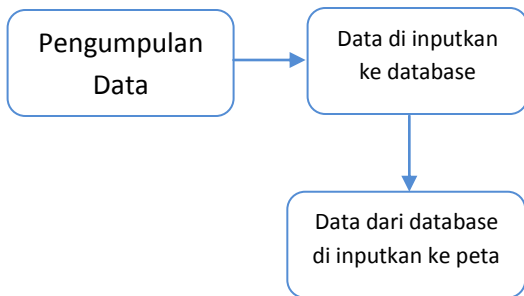 Pengumpulan
Data
Data di inputkan
ke database
Data dari database
di inputkan ke peta